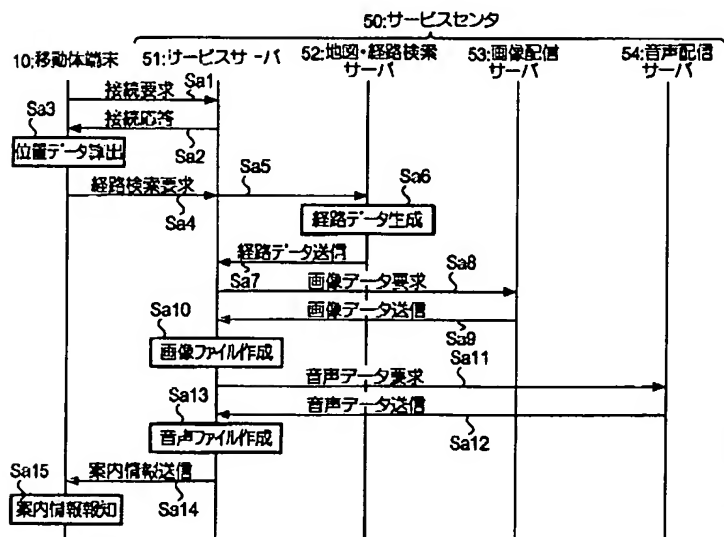 50:サービスセンタ
10:移動体端末
51:サービスサーバ
52:地図・経路検索
サーバ
53:画像配信
サーバ
54:音声配信
サーバ
接続要求
Sa1
Sa3
接続応答
Sa2
位置データ算出
Sa5
Sa6
経路検索要求
Sa4
経路データ生成
経路データ送信
Sa7
Sa8
画像データ要求
Sa10
画像データ送信
Sa9
画像ファイル作成
Sa11
音声データ要求
Sa13
音声データ送信
Sa12
音声ファイル作成
Sa15
案内情報送信
Sa14
案内情報報知